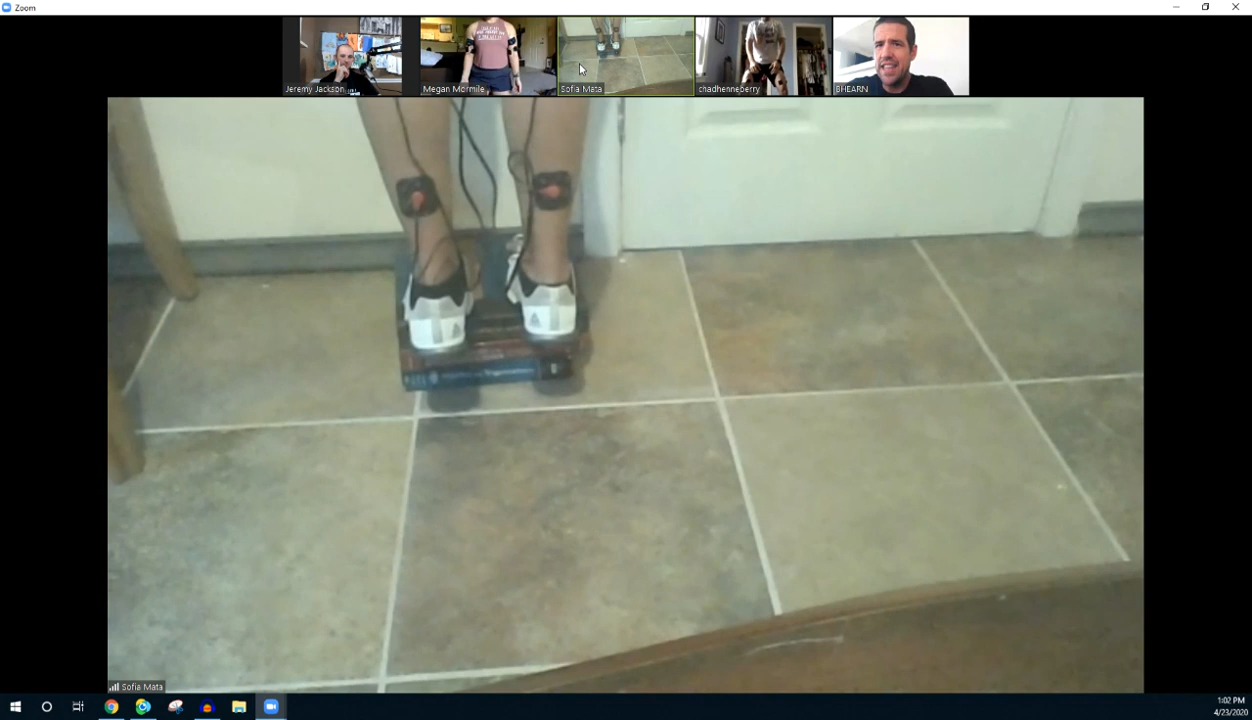 Zoom
Jeremy Jackson
Megan Mormile
Sofia Mata
chadhenneberry
BHEARN
Sofia Mata
1:02 PM
4/23/2020